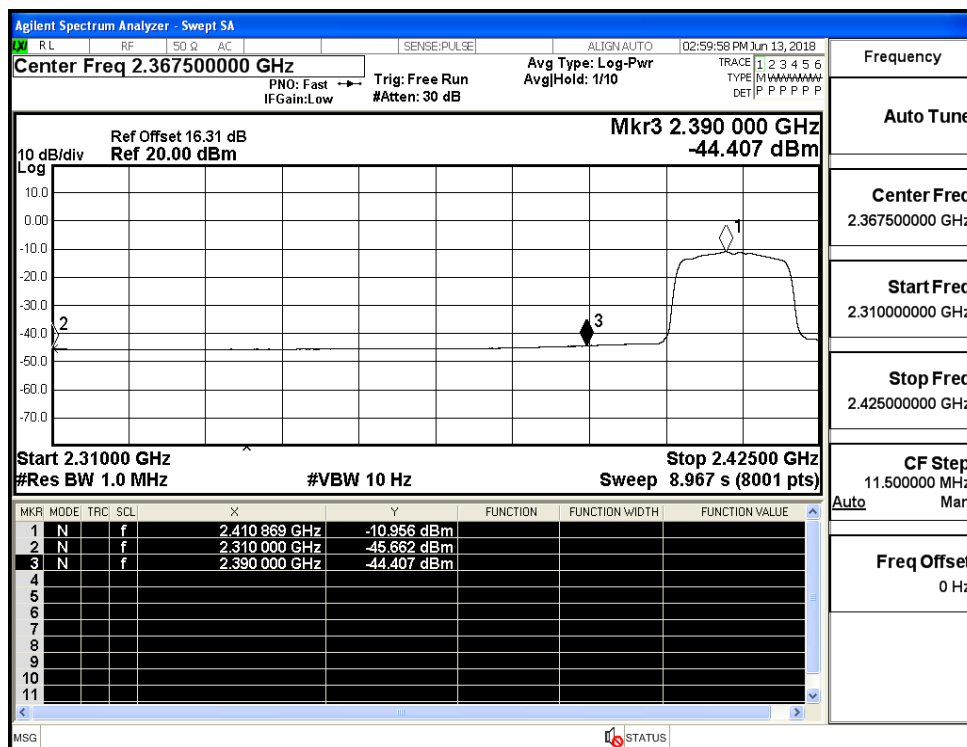 Agilent Spectrum Analyzer - Swept SA
LXI RL RF 50 Ω AC SENSE:PULSE ALIGN AUTO 02:59:58 PM Jun 13, 2018
Center Freq 2.367500000 GHz
PNO: Fast
IFGain:Low
Trig: Free Run
#Atten: 30 dB
Avg Type: Log-Pwr
Avg|Hold: 1/10
TRACE 1 2 3 4 5 6
TYPE M W W W W W
DET P P P P P P
Ref Offset 16.31 dB
10 dB/div Ref 20.00 dBm
Log
Mkr3 2.390 000 GHz
-44.407 dBm
10.0
0.00
-10.0
-20.0
-30.0
-40.0
-50.0
-60.0
-70.0
1
2
3
Start 2.31000 GHz Stop 2.42500 GHz
#Res BW 1.0 MHz #VBW 10 Hz Sweep 8.967 s (8001 pts)
MKR MODE TRC SCL X Y FUNCTION FUNCTION WIDTH FUNCTION VALUE
1 N f 2.410 869 GHz -10.956 dBm
2 N f 2.310 000 GHz -45.662 dBm
3 N f 2.390 000 GHz -44.407 dBm
4
5
6
7
8
9
10
11
MSG STATUS
Frequency
Auto Tune
Center Freq
2.367500000 GHz
Start Freq
2.310000000 GHz
Stop Freq
2.425000000 GHz
CF Step
11.500000 MHz
Auto Man
Freq Offset
0 Hz